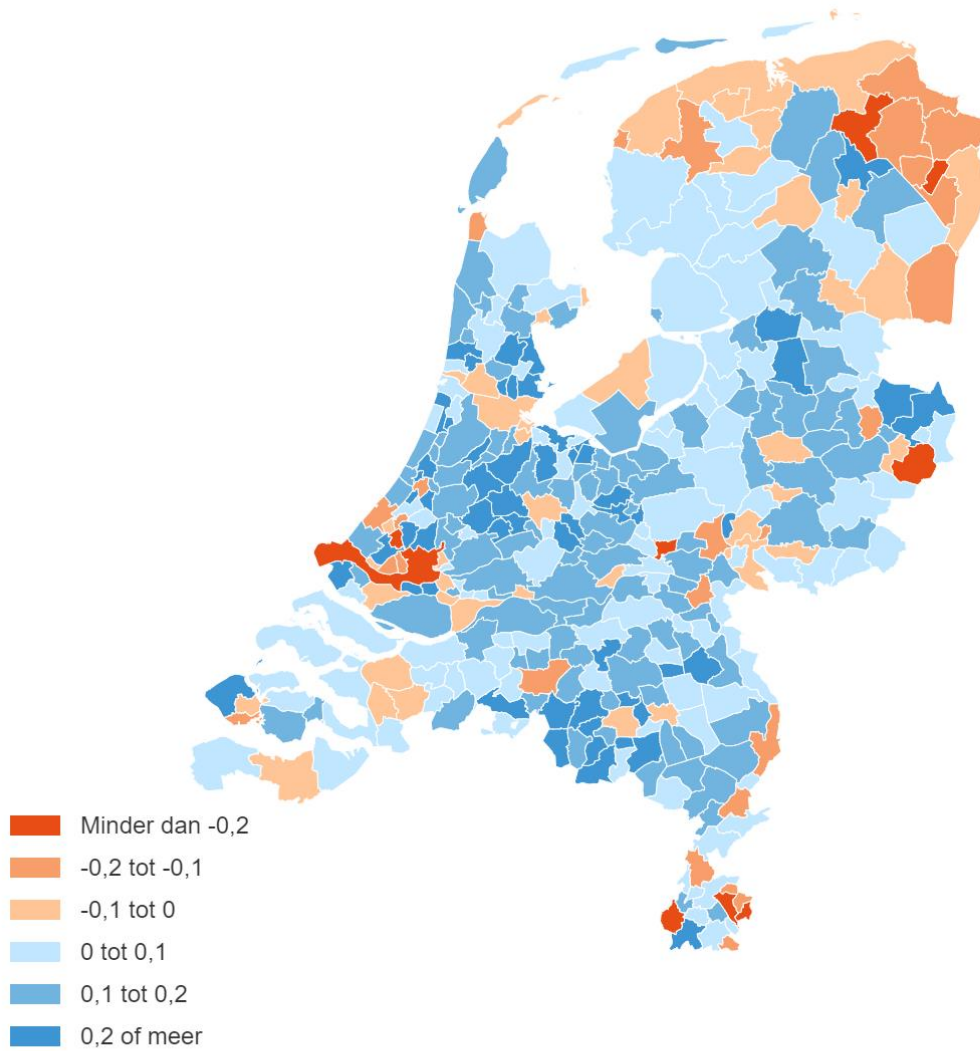 Minder dan -0,2
-0,2 tot -0,1
-0,1 tot 0
0 tot 0,1
0,1 tot 0,2
0,2 of meer